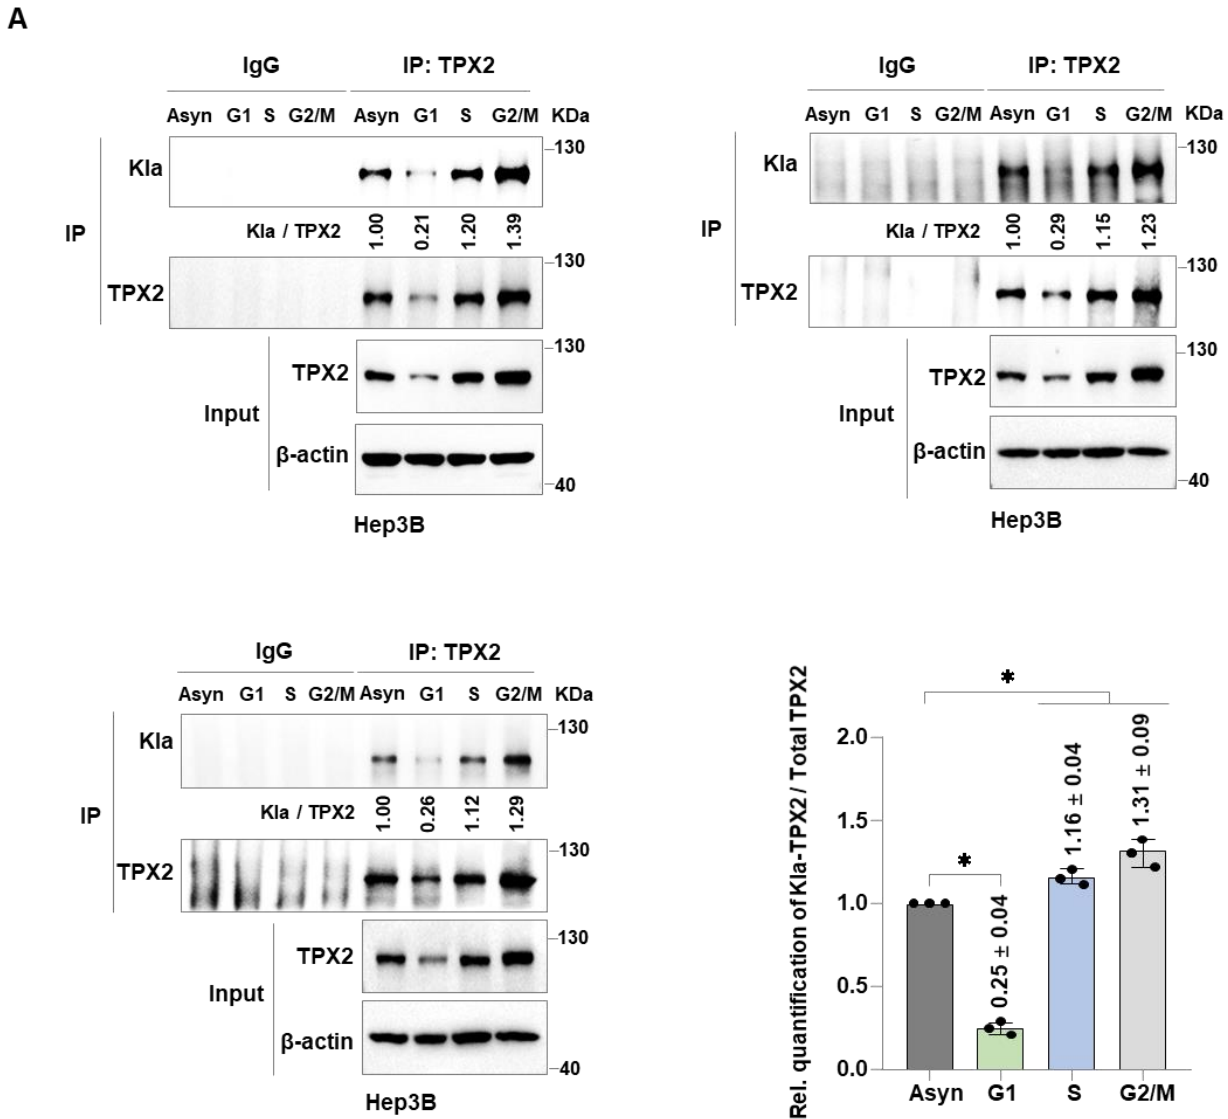 A
IgG IP: TPX2
Asyn G1 S G2/M Asyn G1 S G2/M KDa
Kla
130
IP
Kla / TPX2 1.00 0.21 1.20 1.39
130
TPX2
130
TPX2
Input
β-actin
40
Hep3B
IgG IP: TPX2
Asyn G1 S G2/M Asyn G1 S G2/M KDa
130
Kla
IP
Kla / TPX2 1.00 0.29 1.15 1.23
130
TPX2
130
TPX2
Input
β-actin
40
Hep3B
IgG IP: TPX2
Asyn G1 S G2/M Asyn G1 S G2/M KDa
130
Kla
IP
Kla / TPX2 1.00 0.26 1.12 1.29
130
TPX2
130
TPX2
Input
β-actin
40
Hep3B
Rel. quantification of Kla-TPX2 / Total TPX2
*
*
2.0
1.5
1.0
0.5
0.0
0.25 ± 0.04
1.16 ± 0.04
1.31 ± 0.09
Asyn G1 S G2/M